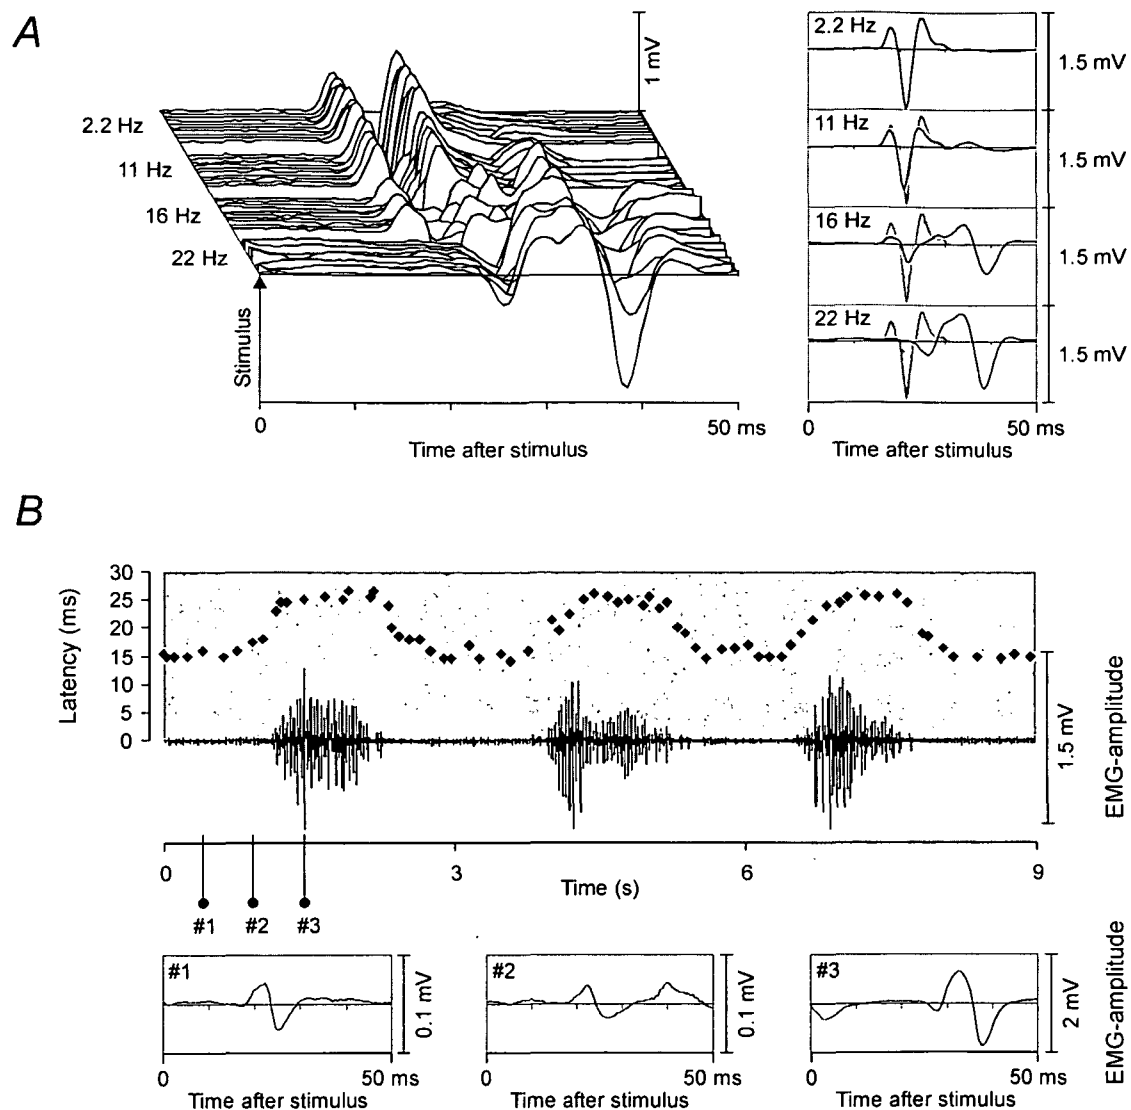 A
2.2 Hz
11 Hz
16 Hz
22 Hz
1 mV
Stimulus
0
50 ms
Time after stimulus
2.2 Hz
1.5 mV
11 Hz
1.5 mV
16 Hz
1.5 mV
22 Hz
1.5 mV
0
50 ms
Time after stimulus
B
Latency (ms)
30
25
20
15
10
5
0
1.5 mV
EMG-amplitude
0
3
6
9
Time (s)
#1
#2
#3
#1
0.1 mV
0
50 ms
Time after stimulus
#2
0.1 mV
0
50 ms
Time after stimulus
#3
2 mV
0
50 ms
Time after stimulus
EMG-amplitude